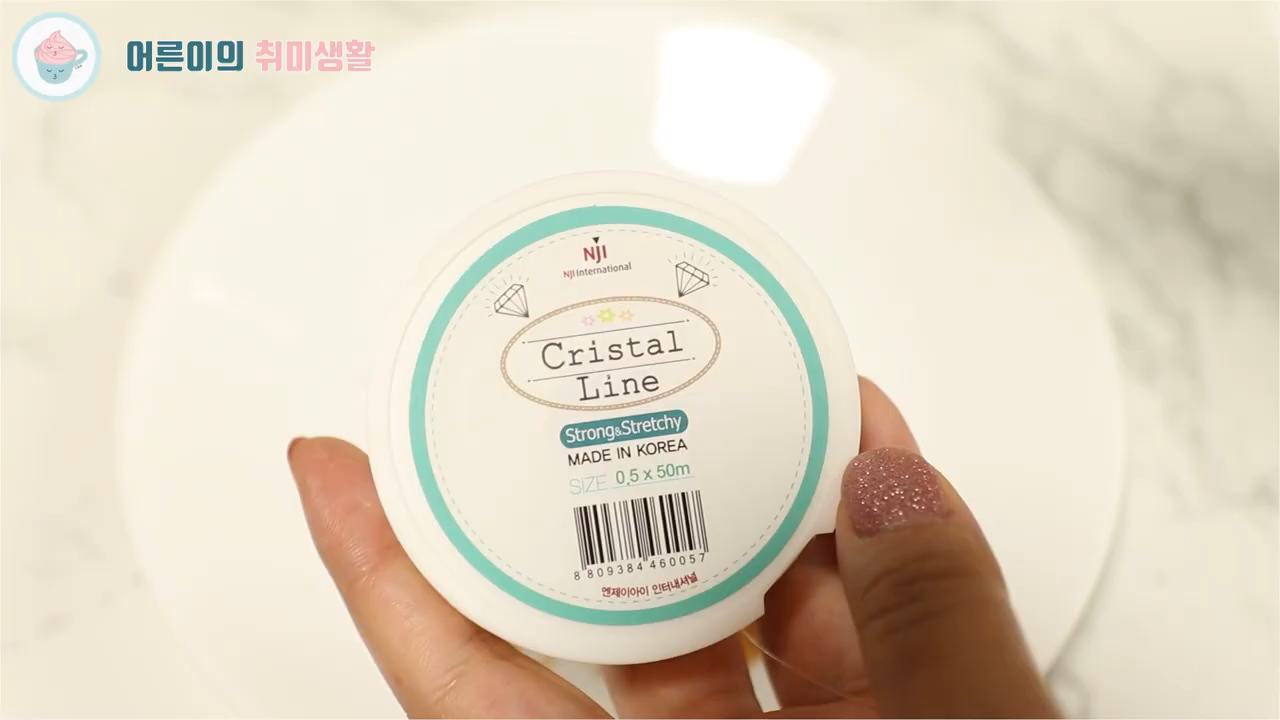 어른이의 취미생활
NJI
NJI International
Cristal
Line
Strong&Stretchy
MADE IN KOREA
SIZE 0,5 x 50m
8 809384 460057
엔제이아이 인터내셔널